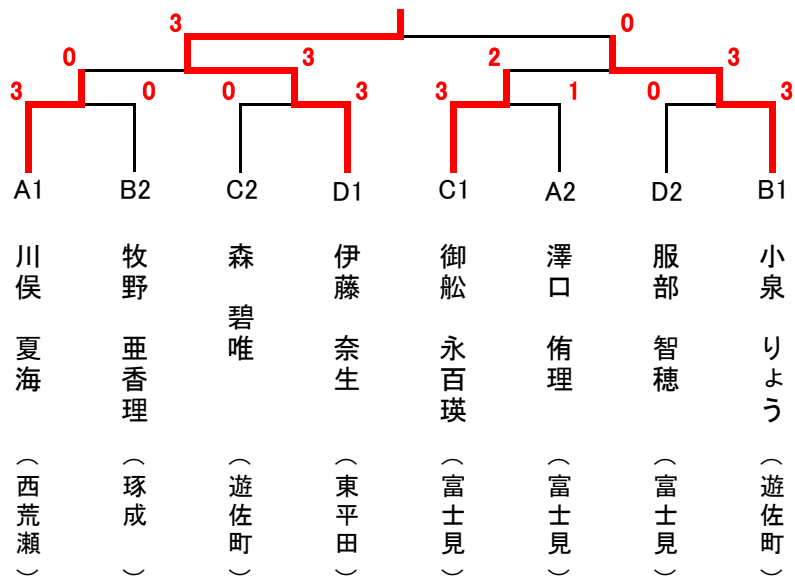 3 0
0 3 2 3
3 0 0 3 3 1 0 3
A1 B2 C2 D1 C1 A2 D2 B1
川俣 夏海 (西荒瀬)
牧野 亜香理 (琢成)
森 碧唯 (遊佐町)
伊藤 奈生 (東平田)
御舩 永百瑛 (富士見)
澤口 侑理 (富士見)
服部 智穂 (富士見)
小泉 りょう (遊佐町)